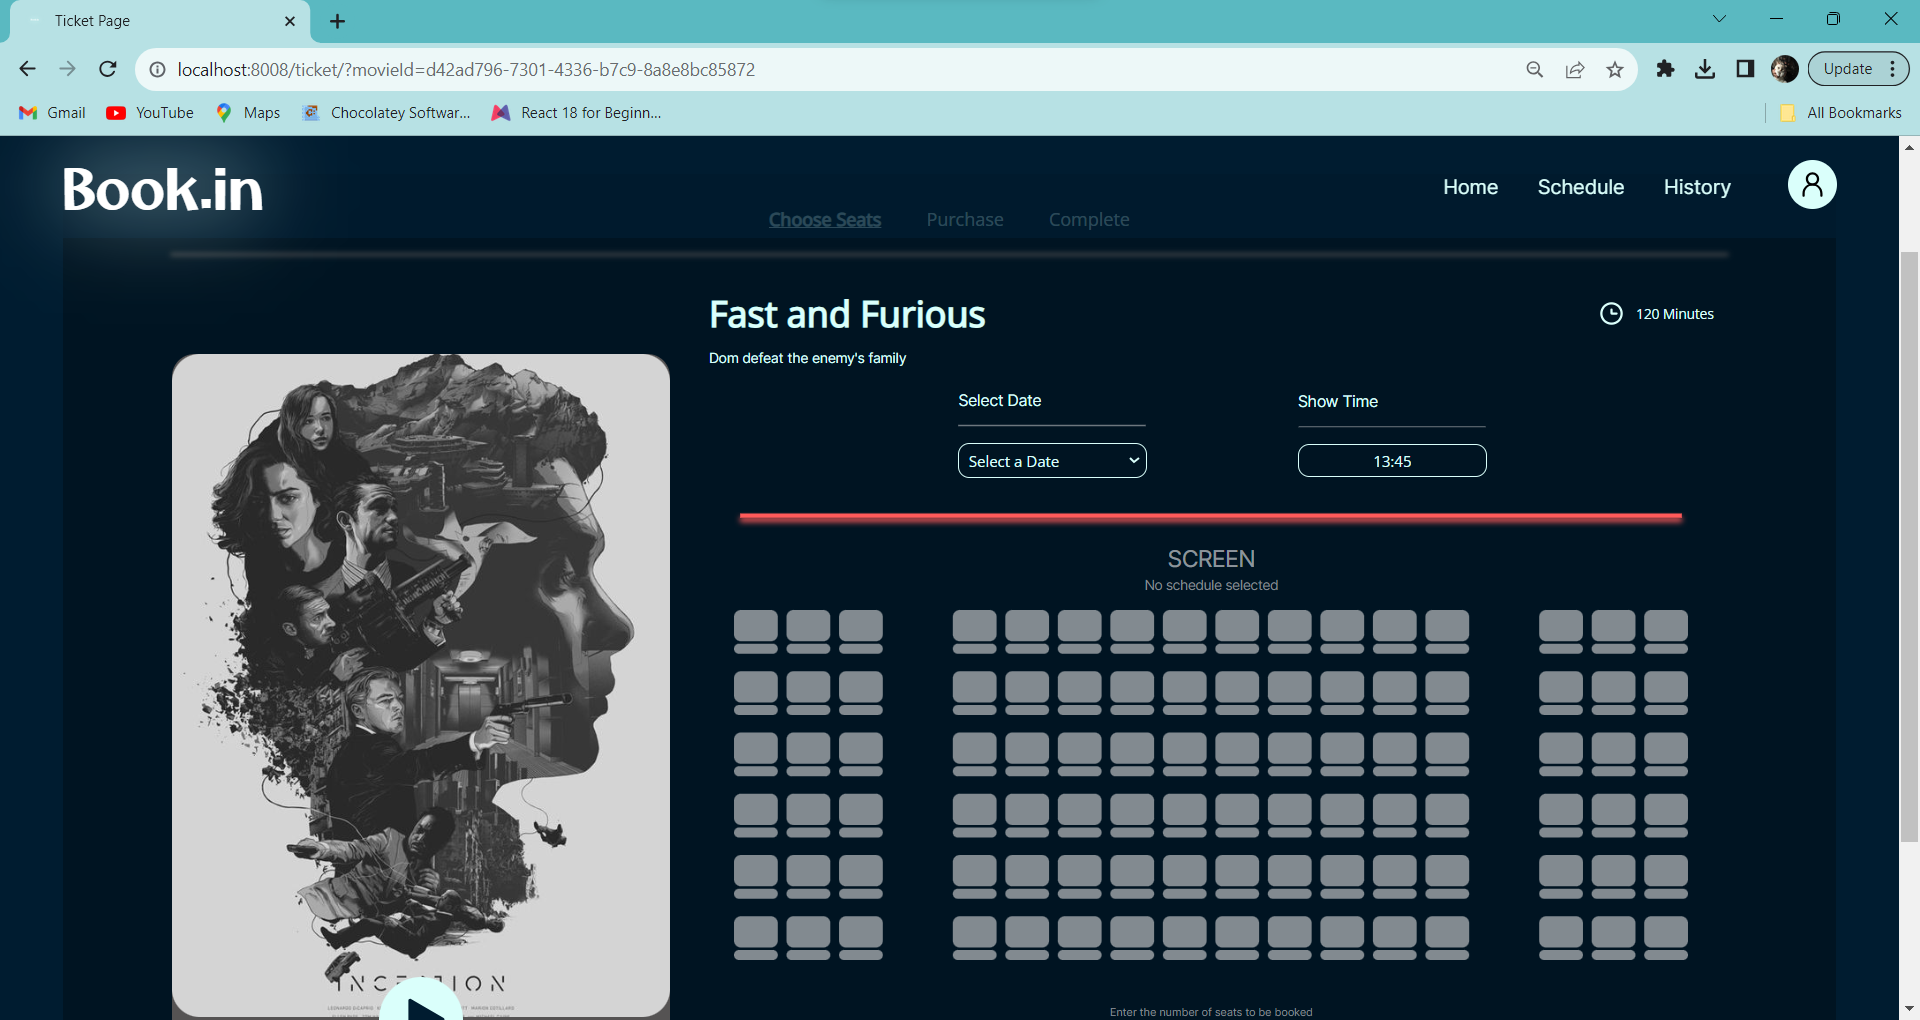 Ticket Page
localhost:8008/ticket/?movieId=d42ad796-7301-4336-b7c9-8a8e8bc85872
Update
Gmail
YouTube
Maps
Chocolatey Softwar...
React 18 for Beginn...
All Bookmarks
Book.in
Home
Schedule
History
Choose Seats
Purchase
Complete
Fast and Furious
120 Minutes
Dom defeat the enemy's family
Select Date
Show Time
Select a Date
13:45
SCREEN
No schedule selected
INCEPTION
Enter the number of seats to be booked